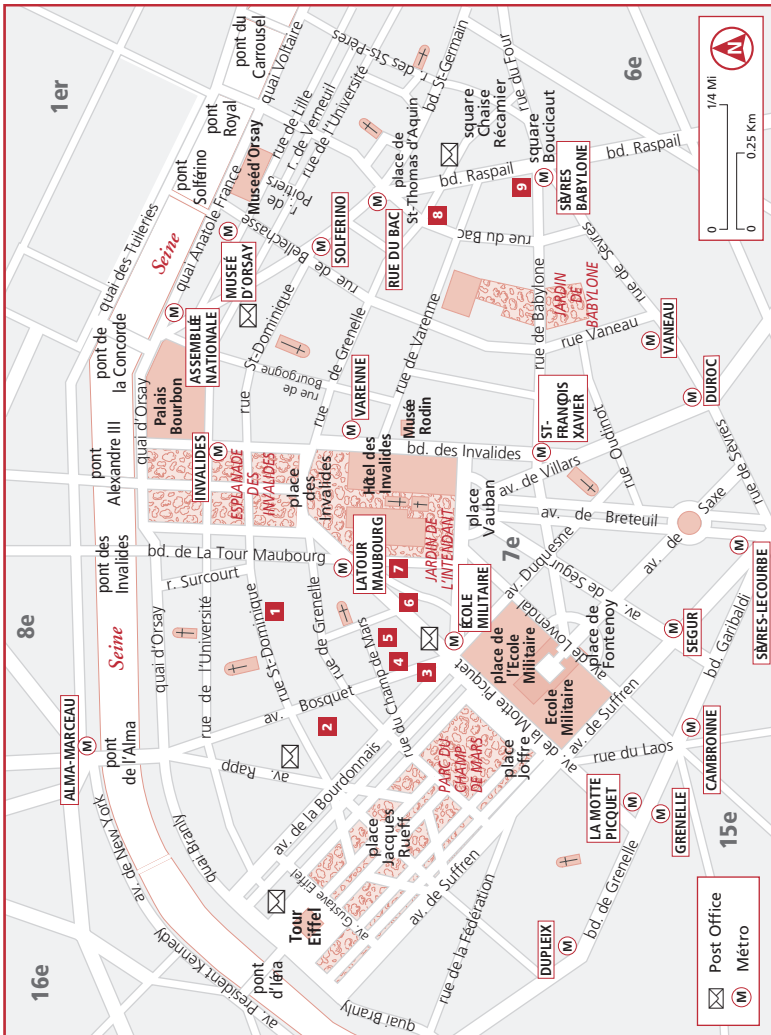 16e
8e
1er
av. President Kennedy
av. de New York
ALMA-MARCEAU
M
pont
de l'Alma
Seine
pont des
Invalides
pont
Alexandre III
pont de
la Concorde
quai des Tuileries
Seine
pont
Solférino
pont
Royal
pont du
Carrousel
quai Voltaire
quai Branly
quai d'Orsay
quai d'Orsay
Palais
Bourbon
ASSEMBLÉE
NATIONALE
M
quai Anatole France
MUSEÉ
D'ORSAY
M
Museéd'Orsay
rue de Lille
r. de Verneuil
rue de l'Université
r. des Sts-Pères
r. de
Poitiers
rue de Bellechasse
SOLFERINO
M
pont
d'Ima
quai Branly
Tour
Eiffel
av. Gustave Eiffel
av. Rapp
rue de l'Université
r. Surcourt
bd. de La Tour Maubourg
INVALIDES
M
ESPLANADE
DES
INVALIDES
rue
St-Dominique
rue de
Bourgogne
rue St-Dominique
1
2
av. Bosquet
rue de Grenelle
place
des
Invalides
rue
de Grenelle
VARENNE
M
RUE DU BAC
M
place de
St-Thomas d'Aquin
bd. St-Germain
av. de la Bourdonnais
rue du Champ de Mars
LATOUR
MAUBOURG
M
Hôtel des
Invalides
Musée
Rodin
rue de Varenne
8
bd. Raspail
square
Chaise
Récamier
rue du Four
place
Jacques
Rueff
PARC DU
CHAMP
DE MARS
3
4
5
6
7
JARDIN DE
L'INTENDANT
bd. des Invalides
rue du Bac
9
square
Boucicaut
6e
place
Joffre
av. de la Motte Picquet
ÉCOLE
MILITAIRE
M
place
Vauban
7e
ST-
FRANÇOIS
XAVIER
M
rue de Babylone
JARDIN
DE
BABYLONE
SÈVRES
BABYLONE
M
bd. Raspail
av. de Suffren
av. de Suffren
Ecole
Militaire
place de
l'Ecole
Militaire
av. Duquesne
av. de Villars
av. de Breteuil
rue Oudinot
rue Vaneau
rue de Sèvres
VANEAU
M
rue de la Fédération
place de
Fontenoy
av. de Lowendal
av. de Ségur
av. de Saxe
DUROC
M
rue de Sèvres
DUPLEIX
M
bd. de Grenelle
LA MOTTE
PICQUET
M
GRENELLE
M
rue du Laos
CAMBRONNE
M
SEGUR
M
bd. Garibaldi
SÈVRES-LECOURBE
M
15e
Post Office
M Métro
0
1/4 Mi
0
0.25 Km
N